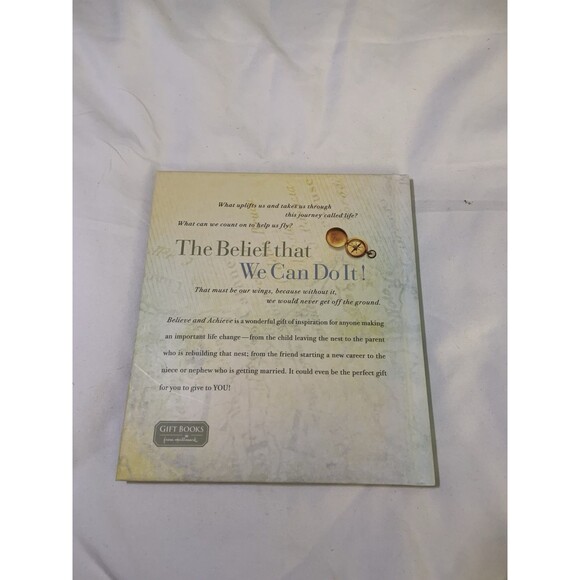 What uplifts us and takes us through
this journey called life?
What can we count on to help us fly?
The Belief that
We Can Do It!
That must be our wings, because without it,
we would never get off the ground.
Believe and Achieve is a wonderful gift of inspiration for anyone making
an important life change—from the child leaving the nest to the parent
who is rebuilding that nest; from the friend starting a new career to the
niece or nephew who is getting married. It could even be the perfect gift
for you to give to YOU!
GIFT BOOKS
from Hallmark